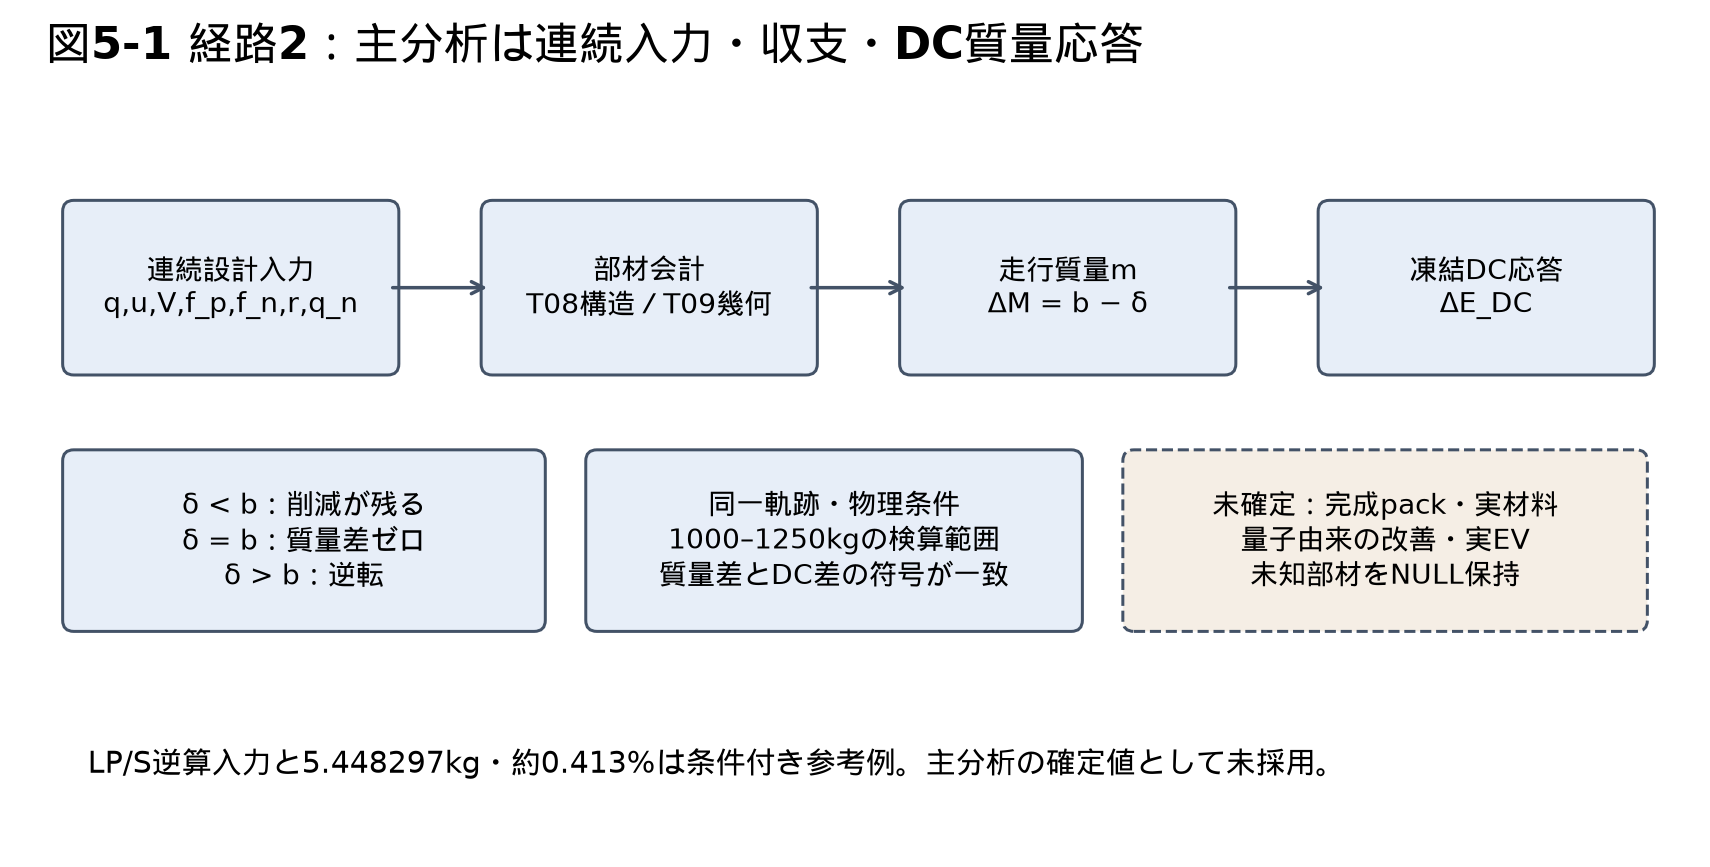 図5-1 経路2：主分析は連続入力・収支・DC質量応答
連続設計入力
q,u,V,f_p,f_n,r,q_n
部材会計
T08構造 / T09幾何
走行質量m
ΔM = b − δ
凍結DC応答
ΔE_DC
δ < b：削減が残る
δ = b：質量差ゼロ
δ > b：逆転
同一軌跡・物理条件
1000–1250kgの検算範囲
質量差とDC差の符号が一致
未確定：完成pack・実材料
量子由来の改善・実EV
未知部材をNULL保持
LP/S逆算入力と5.448297kg・約0.413%は条件付き参考例。主分析の確定値として未採用。